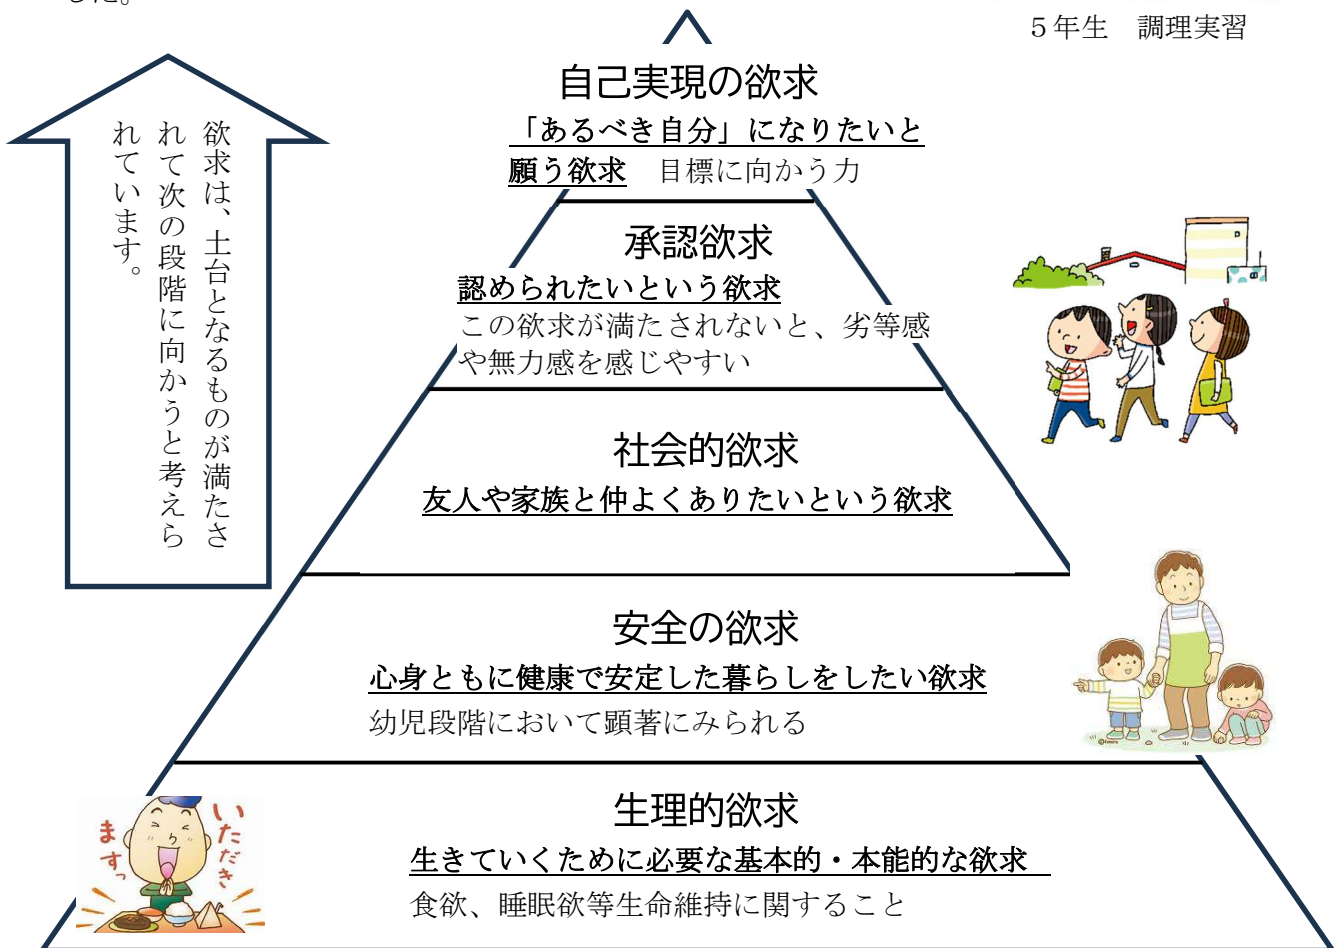 した。
５年生　調理実習
欲求は、土台となるものが満たさ
れて次の段階に向かうと考えら
れています。
自己実現の欲求
「あるべき自分」になりたいと
願う欲求　目標に向かう力
承認欲求
認められたいという欲求
この欲求が満たされないと、劣等感
や無力感を感じやすい
社会的欲求
友人や家族と仲よくありたいという欲求
安全の欲求
心身ともに健康で安定した暮らしをしたい欲求
幼児段階において顕著にみられる
生理的欲求
生きていくために必要な基本的・本能的な欲求
食欲、睡眠欲等生命維持に関すること
いただき
ますっ